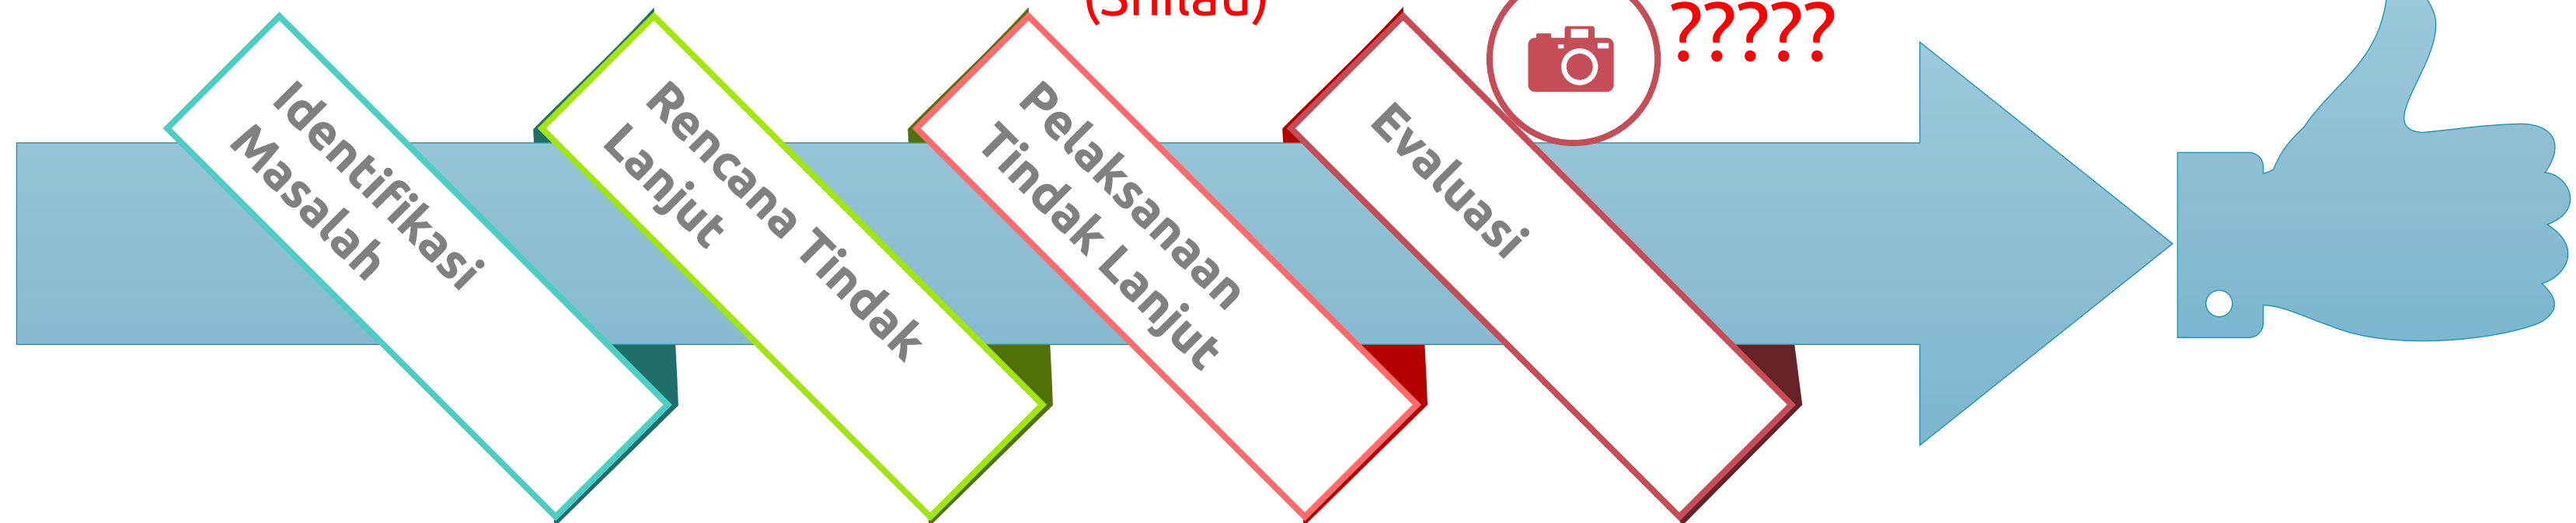 ?????
Identifikasi
Masalah
Rencana Tindak
Lanjut
Pelaksanaan
Tindak Lanjut
Evaluasi